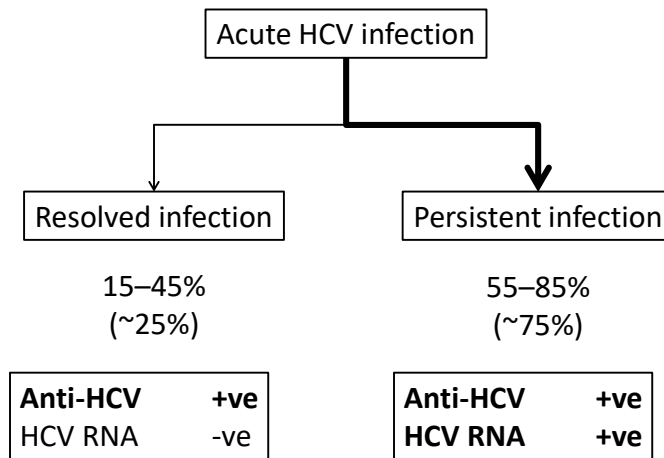 Acute HCV infection
Resolved infection
Persistent infection
15–45%
(~25%)
55–85%
(~75%)
Anti-HCV +ve
HCV RNA -ve
Anti-HCV +ve
HCV RNA +ve